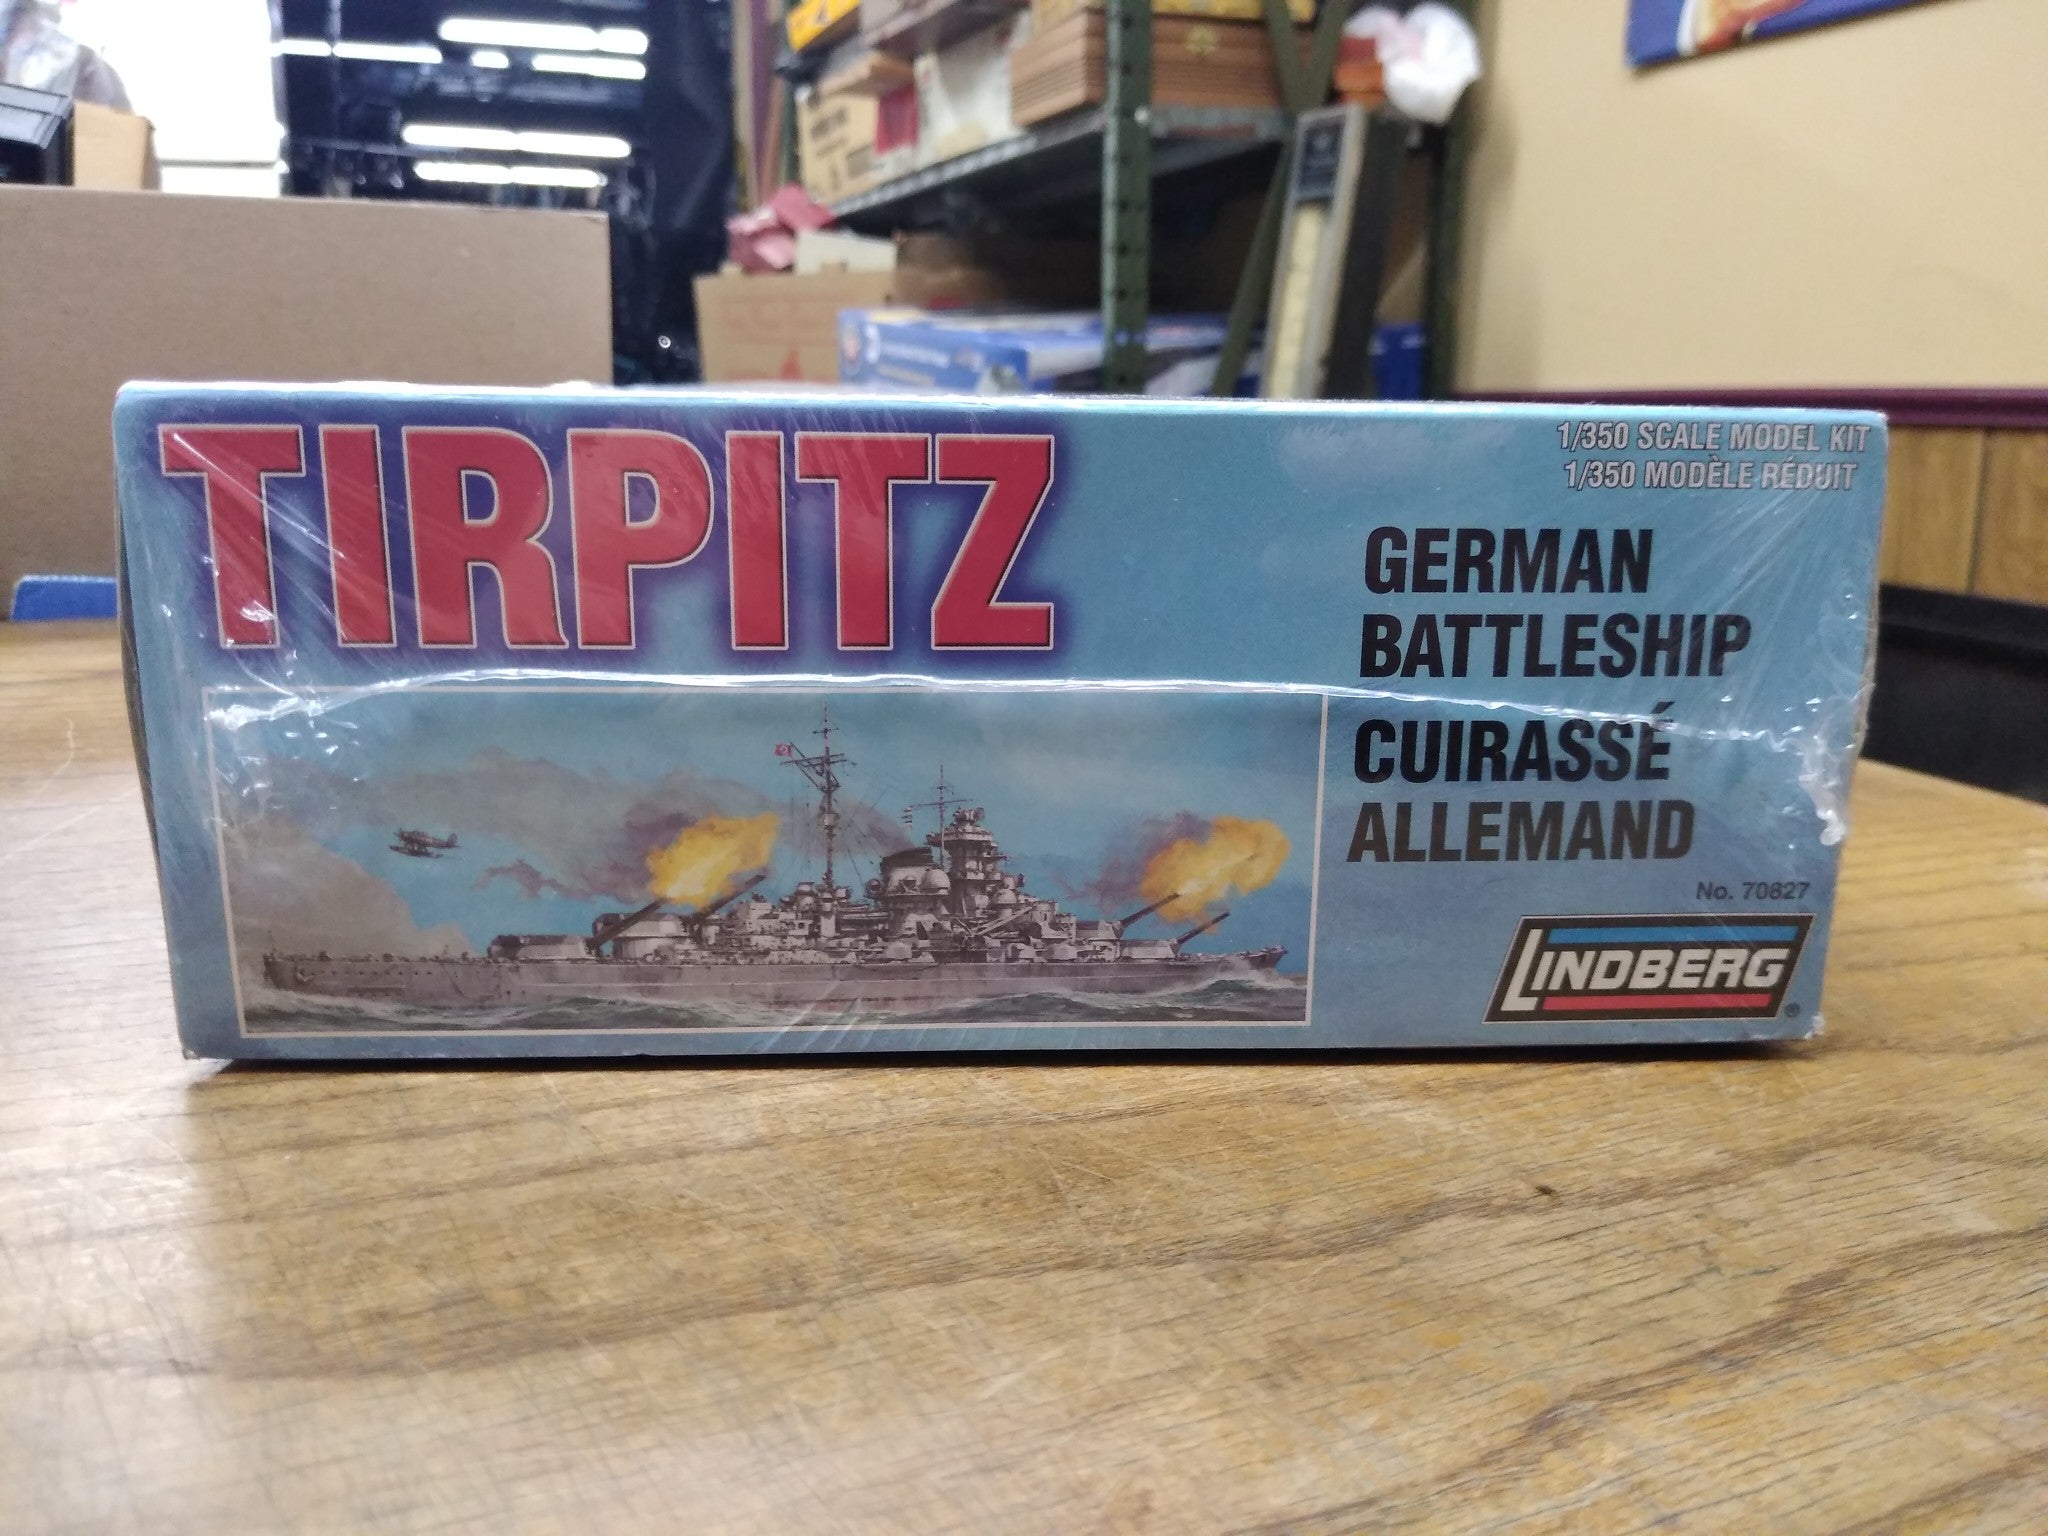 TIRPITZ
1/350 SCALE MODEL KIT
1/350 MODÈLE RÉDUIT
GERMAN
BATTLESHIP
CUIRASSÉ
ALLEMAND
No. 70827
LINDBERG®